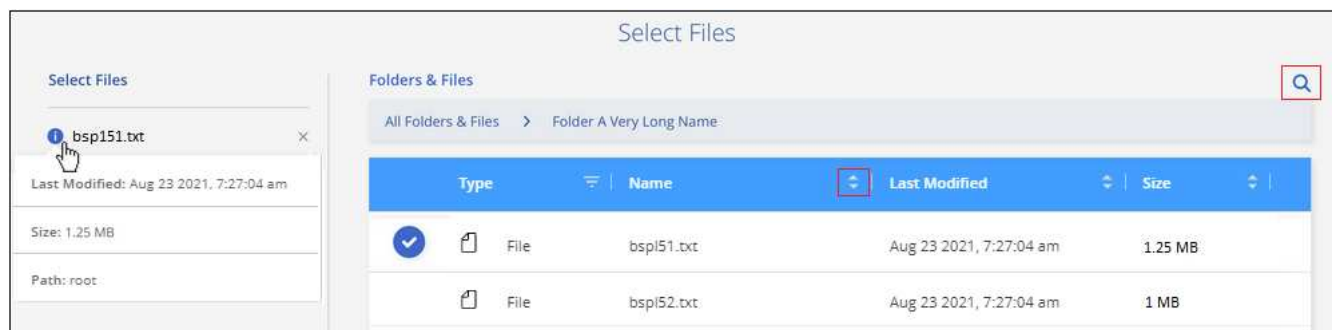 Select Files
Select Files
bsp151.txt
Last Modified: Aug 23 2021, 7:27:04 am
Size: 1.25 MB
Path: root
Folders & Files
All Folders & Files > Folder A Very Long Name
Type Name Last Modified Size
File bspl51.txt Aug 23 2021, 7:27:04 am 1.25 MB
File bspl52.txt Aug 23 2021, 7:27:04 am 1 MB